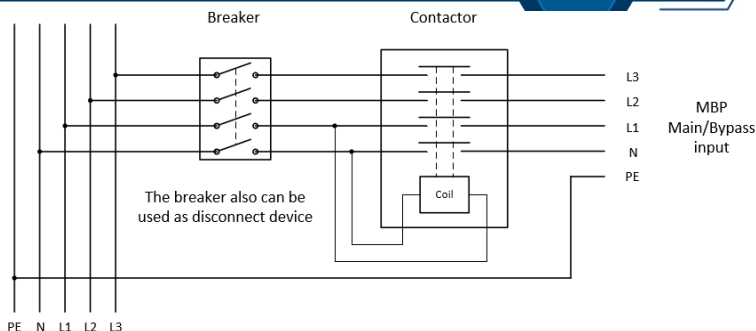 Breaker
Contactor
L3
L2
L1
N
PE
MBP
Main/Bypass
input
Coil
The breaker also can be
used as disconnect device
PE N L1 L2 L3